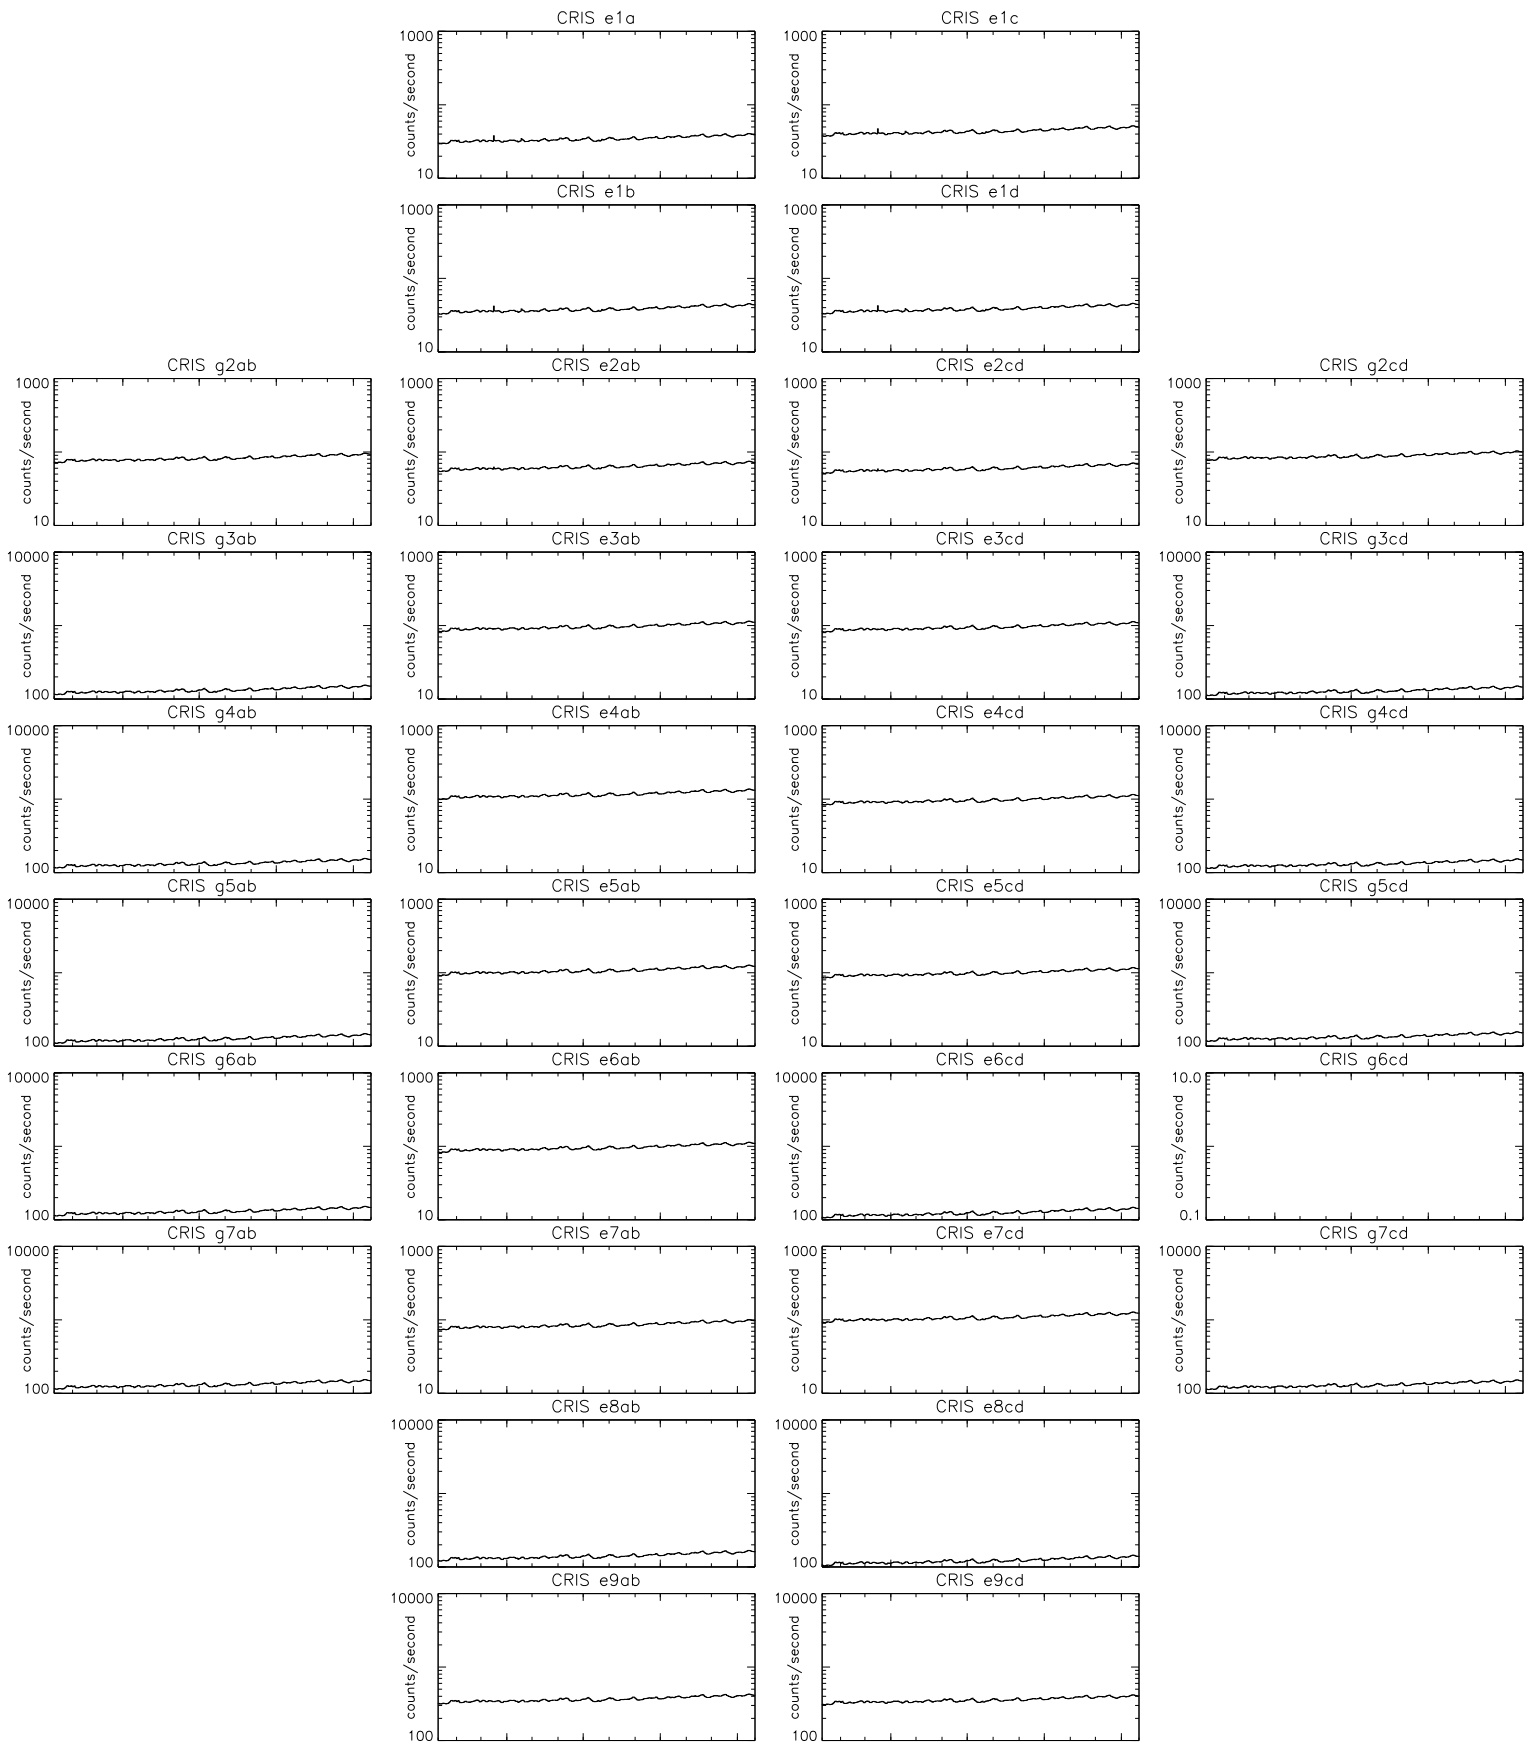 CRIS e1a
CRIS e1c
1000
counts/second
10
1000
counts/second
10
CRIS e1b
CRIS e1d
1000
counts/second
10
1000
counts/second
10
CRIS g2ab
CRIS e2ab
CRIS e2cd
CRIS g2cd
1000
counts/second
10
1000
counts/second
10
1000
counts/second
10
1000
counts/second
10
CRIS g3ab
CRIS e3ab
CRIS e3cd
CRIS g3cd
10000
counts/second
100
1000
counts/second
10
1000
counts/second
10
10000
counts/second
100
CRIS g4ab
CRIS e4ab
CRIS e4cd
CRIS g4cd
10000
counts/second
100
1000
counts/second
10
1000
counts/second
10
10000
counts/second
100
CRIS g5ab
CRIS e5ab
CRIS e5cd
CRIS g5cd
10000
counts/second
100
1000
counts/second
10
1000
counts/second
10
10000
counts/second
100
CRIS g6ab
CRIS e6ab
CRIS e6cd
CRIS g6cd
10000
counts/second
100
1000
counts/second
10
10000
counts/second
100
10.0
counts/second
0.1
CRIS g7ab
CRIS e7ab
CRIS e7cd
CRIS g7cd
10000
counts/second
100
1000
counts/second
10
1000
counts/second
10
10000
counts/second
100
CRIS e8ab
CRIS e8cd
10000
counts/second
100
10000
counts/second
100
CRIS e9ab
CRIS e9cd
10000
counts/second
100
10000
counts/second
100